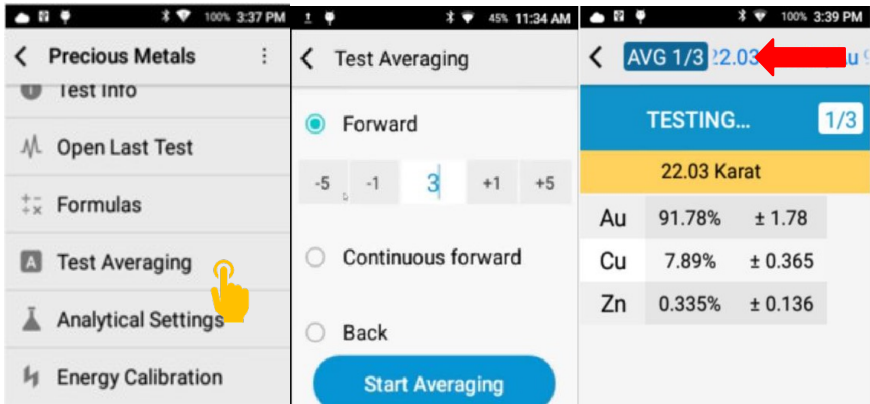 100% 3:37 PM
Precious Metals
Test Info
Open Last Test
Formulas
A Test Averaging
Analytical Settings
Energy Calibration
45% 11:34 AM
Test Averaging
Forward
-5 -1 3 +1 +5
Continuous forward
Back
Start Averaging
100% 3:39 PM
AVG 1/3 22.03
TESTING... 1/3
22.03 Karat
Au 91.78% ± 1.78
Cu 7.89% ± 0.365
Zn 0.335% ± 0.136